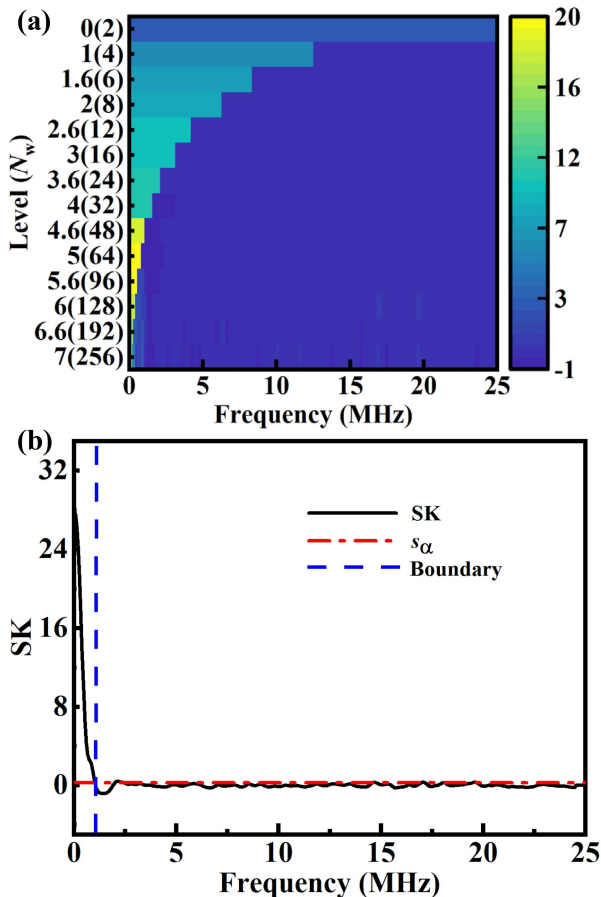 (a)
Level (Nw)
0(2)
1(4)
1.6(6)
2(8)
2.6(12)
3(16)
3.6(24)
4(32)
4.6(48)
5(64)
5.6(96)
6(128)
6.6(192)
7(256)
0 5 10 15 20 25
Frequency (MHz)
20
16
12
7
3
-1
(b)
SK
32
24
16
8
0
SK
sα
Boundary
0 5 10 15 20 25
Frequency (MHz)